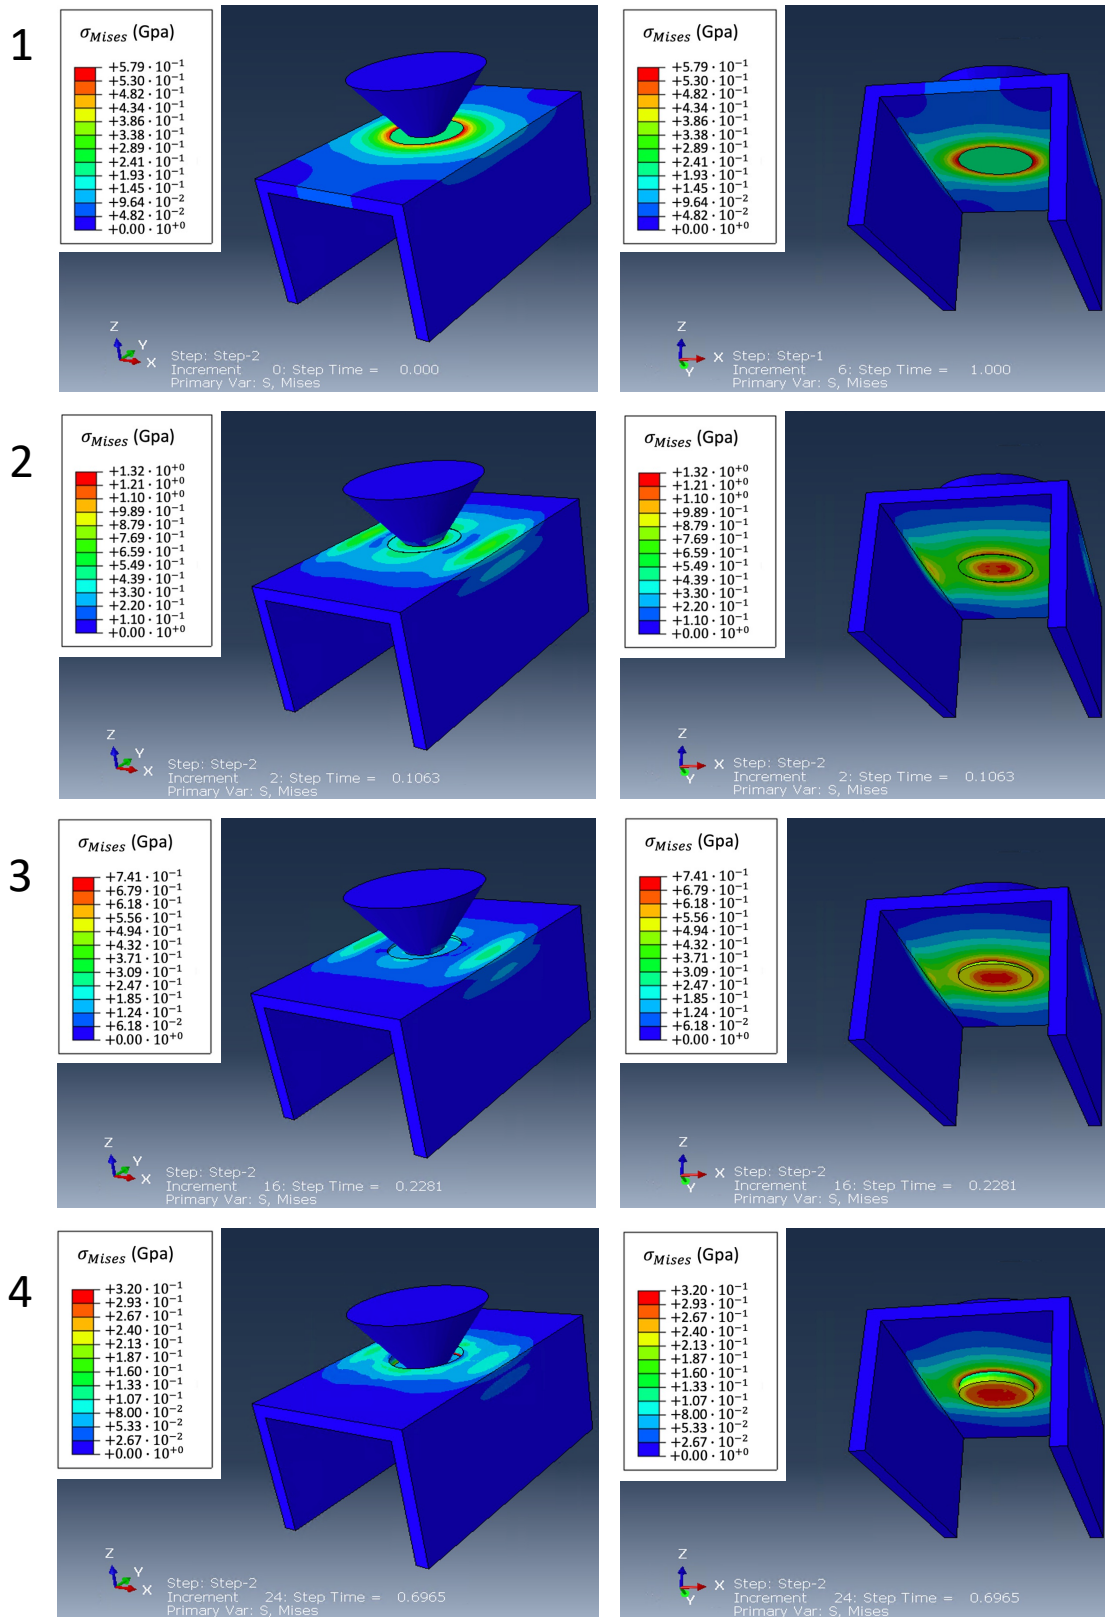 1
σMises (Gpa)
+5.79 · 10⁻¹
+5.30 · 10⁻¹
+4.82 · 10⁻¹
+4.34 · 10⁻¹
+3.86 · 10⁻¹
+3.38 · 10⁻¹
+2.89 · 10⁻¹
+2.41 · 10⁻¹
+1.93 · 10⁻¹
+1.45 · 10⁻¹
+9.64 · 10⁻²
+4.82 · 10⁻²
+0.00 · 10⁺⁰
Z
Y
X
Step: Step-2
Increment 0: Step Time = 0.000
Primary Var: S, Mises
σMises (Gpa)
+5.79 · 10⁻¹
+5.30 · 10⁻¹
+4.82 · 10⁻¹
+4.34 · 10⁻¹
+3.86 · 10⁻¹
+3.38 · 10⁻¹
+2.89 · 10⁻¹
+2.41 · 10⁻¹
+1.93 · 10⁻¹
+1.45 · 10⁻¹
+9.64 · 10⁻²
+4.82 · 10⁻²
+0.00 · 10⁺⁰
Z
X
Y
Step: Step-1
Increment 6: Step Time = 1.000
Primary Var: S, Mises
2
σMises (Gpa)
+1.32 · 10⁺⁰
+1.21 · 10⁺⁰
+1.10 · 10⁺⁰
+9.89 · 10⁻¹
+8.79 · 10⁻¹
+7.69 · 10⁻¹
+6.59 · 10⁻¹
+5.49 · 10⁻¹
+4.39 · 10⁻¹
+3.30 · 10⁻¹
+2.20 · 10⁻¹
+1.10 · 10⁻¹
+0.00 · 10⁺⁰
Z
Y
X
Step: Step-2
Increment 2: Step Time = 0.1063
Primary Var: S, Mises
σMises (Gpa)
+1.32 · 10⁺⁰
+1.21 · 10⁺⁰
+1.10 · 10⁺⁰
+9.89 · 10⁻¹
+8.79 · 10⁻¹
+7.69 · 10⁻¹
+6.59 · 10⁻¹
+5.49 · 10⁻¹
+4.39 · 10⁻¹
+3.30 · 10⁻¹
+2.20 · 10⁻¹
+1.10 · 10⁻¹
+0.00 · 10⁺⁰
Z
X
Y
Step: Step-2
Increment 2: Step Time = 0.1063
Primary Var: S, Mises
3
σMises (Gpa)
+7.41 · 10⁻¹
+6.79 · 10⁻¹
+6.18 · 10⁻¹
+5.56 · 10⁻¹
+4.94 · 10⁻¹
+4.32 · 10⁻¹
+3.71 · 10⁻¹
+3.09 · 10⁻¹
+2.47 · 10⁻¹
+1.85 · 10⁻¹
+1.24 · 10⁻¹
+6.18 · 10⁻²
+0.00 · 10⁺⁰
Z
Y
X
Step: Step-2
Increment 16: Step Time = 0.2281
Primary Var: S, Mises
σMises (Gpa)
+7.41 · 10⁻¹
+6.79 · 10⁻¹
+6.18 · 10⁻¹
+5.56 · 10⁻¹
+4.94 · 10⁻¹
+4.32 · 10⁻¹
+3.71 · 10⁻¹
+3.09 · 10⁻¹
+2.47 · 10⁻¹
+1.85 · 10⁻¹
+1.24 · 10⁻¹
+6.18 · 10⁻²
+0.00 · 10⁺⁰
Z
X
Y
Step: Step-2
Increment 16: Step Time = 0.2281
Primary Var: S, Mises
4
σMises (Gpa)
+3.20 · 10⁻¹
+2.93 · 10⁻¹
+2.67 · 10⁻¹
+2.40 · 10⁻¹
+2.13 · 10⁻¹
+1.87 · 10⁻¹
+1.60 · 10⁻¹
+1.33 · 10⁻¹
+1.07 · 10⁻¹
+8.00 · 10⁻²
+5.33 · 10⁻²
+2.67 · 10⁻²
+0.00 · 10⁺⁰
Z
Y
X
Step: Step-2
Increment 24: Step Time = 0.6965
Primary Var: S, Mises
σMises (Gpa)
+3.20 · 10⁻¹
+2.93 · 10⁻¹
+2.67 · 10⁻¹
+2.40 · 10⁻¹
+2.13 · 10⁻¹
+1.87 · 10⁻¹
+1.60 · 10⁻¹
+1.33 · 10⁻¹
+1.07 · 10⁻¹
+8.00 · 10⁻²
+5.33 · 10⁻²
+2.67 · 10⁻²
+0.00 · 10⁺⁰
Z
X
Y
Step: Step-2
Increment 24: Step Time = 0.6965
Primary Var: S, Mises